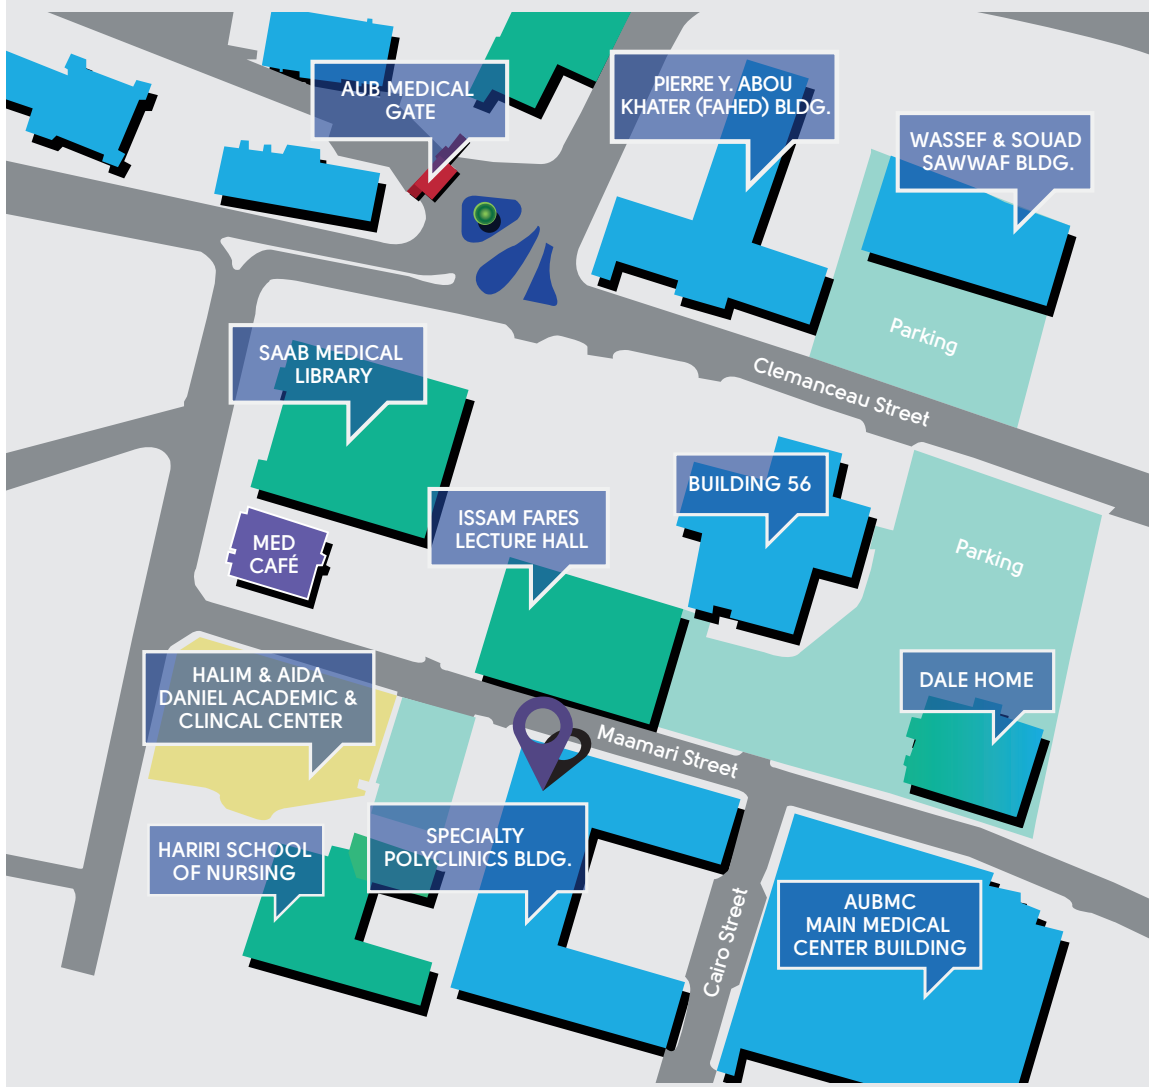 AUB MEDICAL
GATE
PIERRE Y. ABOU
KHATER (FAHED) BLDG.
WASSEF & SOUAD
SAWWAF BLDG.
Parking
Clemanceau Street
SAAB MEDICAL
LIBRARY
BUILDING 56
ISSAM FARES
LECTURE HALL
MED
CAFÉ
Parking
HALIM & AIDA
DANIEL ACADEMIC &
CLINCAL CENTER
DALE HOME
Maamari Street
HARIRI SCHOOL
OF NURSING
SPECIALTY
POLYCLINICS BLDG.
Cairo Street
AUBMC
MAIN MEDICAL
CENTER BUILDING